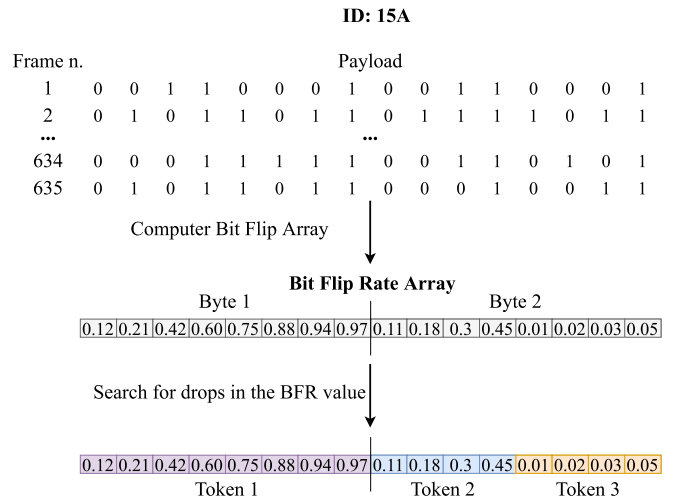 ID: 15A
Frame n. Payload
1 0 0 1 1 0 0 0 1 0 0 1 1 0 0 0 1
2 0 1 0 1 1 0 1 1 0 1 1 1 1 0 1 1
... ...
634 0 0 0 1 1 1 1 1 0 0 1 1 0 1 0 1
635 0 1 0 1 1 0 1 1 0 0 0 1 0 0 1 1
Computer Bit Flip Array
Bit Flip Rate Array
Byte 1 Byte 2
0.12 0.21 0.42 0.60 0.75 0.88 0.94 0.97 0.11 0.18 0.3 0.45 0.01 0.02 0.03 0.05
Search for drops in the BFR value
0.12 0.21 0.42 0.60 0.75 0.88 0.94 0.97 0.11 0.18 0.3 0.45 0.01 0.02 0.03 0.05
Token 1 Token 2 Token 3